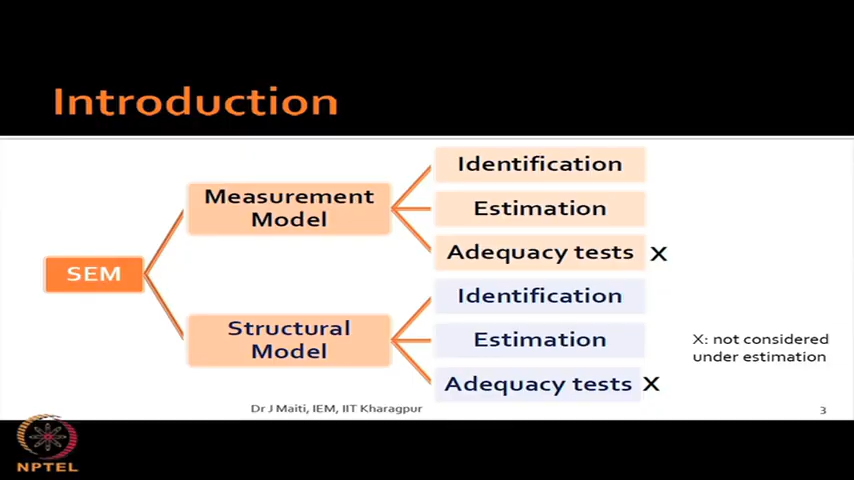 Introduction
Identification
Measurement
Model
Estimation
Adequacy tests X
SEM
Identification
Structural
Model
Estimation
Adequacy tests X
X: not considered
under estimation
Dr J Maiti, IEM, IIT Kharagpur
3
NPTEL